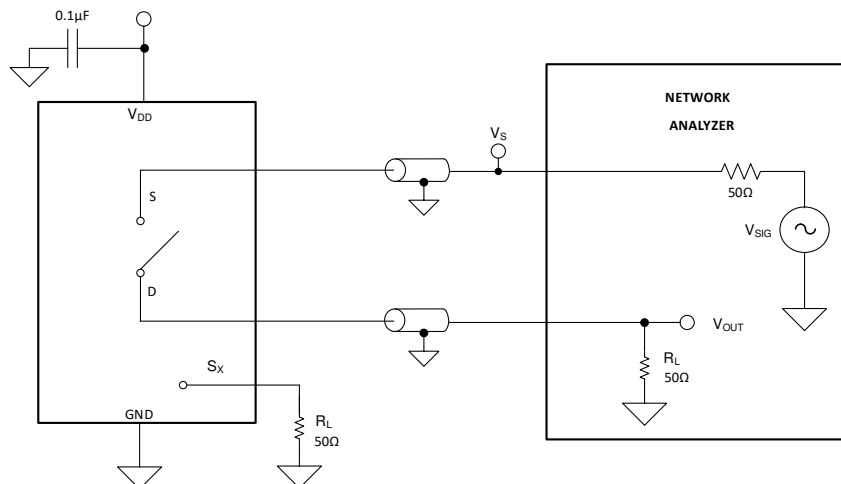 0.1µF
VDD
NETWORK
ANALYZER
VS
S
50Ω
VSIG
D
VOUT
SX
RL
50Ω
GND
RL
50Ω